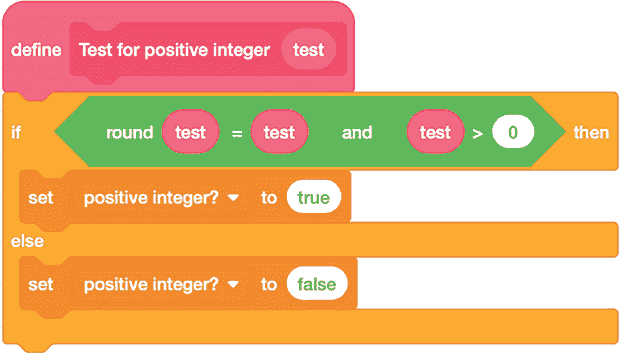 define Test for positive integer test
if round test = test and test > 0 then
set positive integer? to true
else
set positive integer? to false